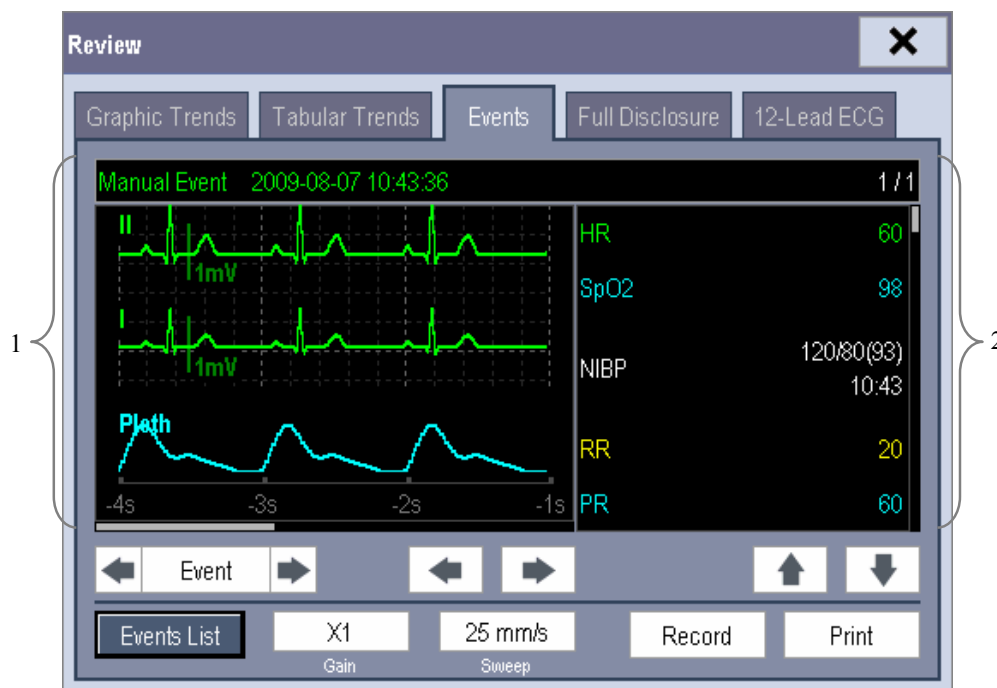 Review
Graphic Trends Tabular Trends Events Full Disclosure 12-Lead ECG
Manual Event 2009-08-07 10:43:36 1 / 1
II
1mV
I
1mV
Pleth
-4s -3s -2s -1s
HR 60
SpO2 98
NIBP 120/80(93)
10:43
RR 20
PR 60
1
2
Event
Events List X1 25 mm/s Record Print
Gain Sweep